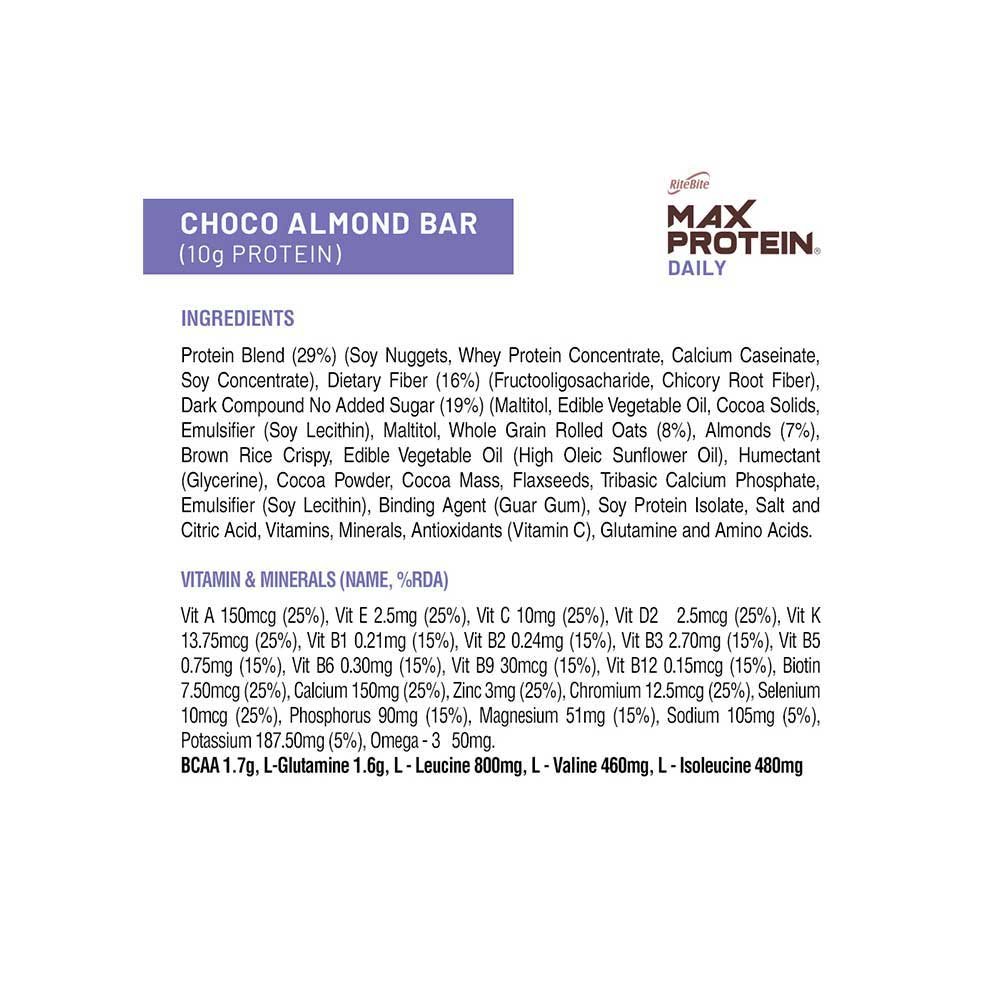 RiteBite
MAX
PROTEIN®
DAILY
CHOCO ALMOND BAR
(10g PROTEIN)
INGREDIENTS
Protein Blend (29%) (Soy Nuggets, Whey Protein Concentrate, Calcium Caseinate,
Soy Concentrate), Dietary Fiber (16%) (Fructooligosacharide, Chicory Root Fiber),
Dark Compound No Added Sugar (19%) (Maltitol, Edible Vegetable Oil, Cocoa Solids,
Emulsifier (Soy Lecithin), Maltitol, Whole Grain Rolled Oats (8%), Almonds (7%),
Brown Rice Crispy, Edible Vegetable Oil (High Oleic Sunflower Oil), Humectant
(Glycerine), Cocoa Powder, Cocoa Mass, Flaxseeds, Tribasic Calcium Phosphate,
Emulsifier (Soy Lecithin), Binding Agent (Guar Gum), Soy Protein Isolate, Salt and
Citric Acid, Vitamins, Minerals, Antioxidants (Vitamin C), Glutamine and Amino Acids.
VITAMIN & MINERALS (NAME, %RDA)
Vit A 150mcg (25%), Vit E 2.5mg (25%), Vit C 10mg (25%), Vit D2 2.5mcg (25%), Vit K
13.75mcg (25%), Vit B1 0.21mg (15%), Vit B2 0.24mg (15%), Vit B3 2.70mg (15%), Vit B5
0.75mg (15%), Vit B6 0.30mg (15%), Vit B9 30mcg (15%), Vit B12 0.15mcg (15%), Biotin
7.50mcg (25%), Calcium 150mg (25%), Zinc 3mg (25%), Chromium 12.5mcg (25%), Selenium
10mcg (25%), Phosphorus 90mg (15%), Magnesium 51mg (15%), Sodium 105mg (5%),
Potassium 187.50mg (5%), Omega - 3 50mg.
BCAA 1.7g, L-Glutamine 1.6g, L - Leucine 800mg, L - Valine 460mg, L - Isoleucine 480mg